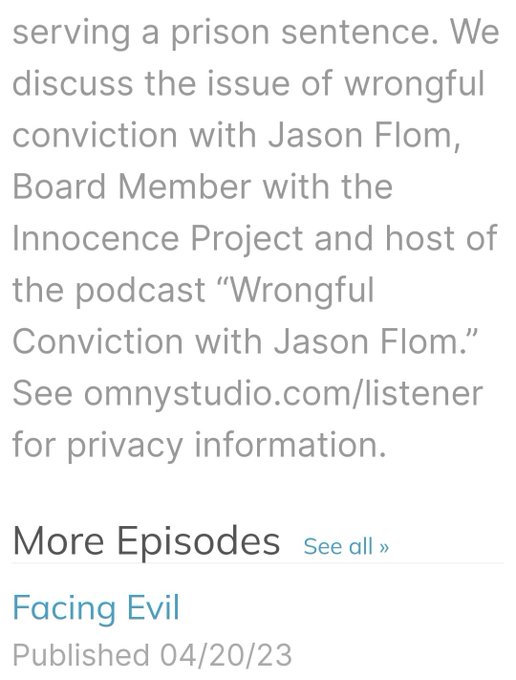 serving a prison sentence. We
discuss the issue of wrongful
conviction with Jason Flom,
Board Member with the
Innocence Project and host of
the podcast “Wrongful
Conviction with Jason Flom.”
See omnystudio.com/listener
for privacy information.
More Episodes See all »
Facing Evil
Published 04/20/23